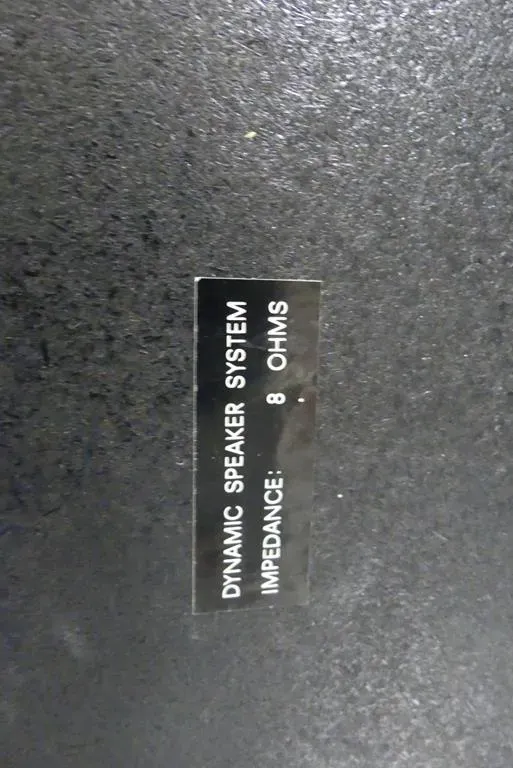 DYNAMIC SPEAKER SYSTEM
IMPEDANCE: 8 OHMS